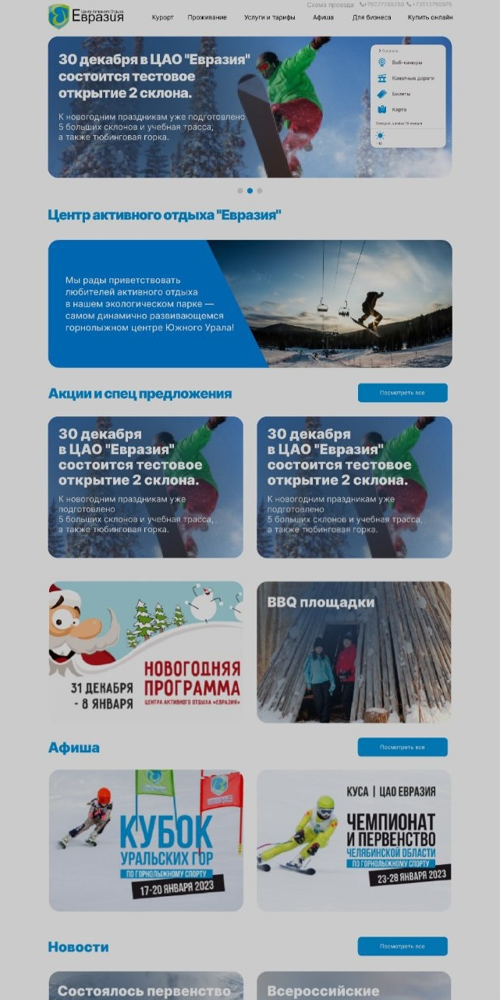 Схема проезда +79227288288 +73513790979
Центр Активного Отдыха
Евразия
Курорт Проживание Услуги и тарифы Афиша Для бизнеса Купить онлайн
30 декабря в ЦАО "Евразия"
состоится тестовое
открытие 2 склона.
К новогодним праздникам уже подготовлено
5 больших склонов и учебная трасса,
а также тюбинговая горка.
Веб-камеры
Канатные дороги
Билеты
Карта
Центр активного отдыха "Евразия"
Мы рады приветствовать
любителей активного отдыха
в нашем экологическом парке —
самом динамично развивающемся
горнолыжном центре Южного Урала!
Акции и спец предложения
Посмотреть все
30 декабря
в ЦАО "Евразия"
состоится тестовое
открытие 2 склона.
К новогодним праздникам уже
подготовлено
5 больших склонов и учебная трасса,
а также тюбинговая горка.
30 декабря
в ЦАО "Евразия"
состоится тестовое
открытие 2 склона.
К новогодним праздникам уже
подготовлено
5 больших склонов и учебная трасса,
а также тюбинговая горка.
31 ДЕКАБРЯ
- 8 ЯНВАРЯ
НОВОГОДНЯЯ
ПРОГРАММА
ЦЕНТРА АКТИВНОГО ОТДЫХА «ЕВРАЗИЯ»
BBQ площадки
Афиша
Посмотреть все
КУБОК
УРАЛЬСКИХ ГОР
ПО ГОРНОЛЫЖНОМУ СПОРТУ
17-20 ЯНВАРЯ 2023
КУСА | ЦАО ЕВРАЗИЯ
ЧЕМПИОНАТ
И ПЕРВЕНСТВО
ЧЕЛЯБИНСКОЙ ОБЛАСТИ
ПО ГОРНОЛЫЖНОМУ СПОРТУ
23-28 ЯНВАРЯ 2023
Новости
Посмотреть все
Состоялось первенство
Всероссийские